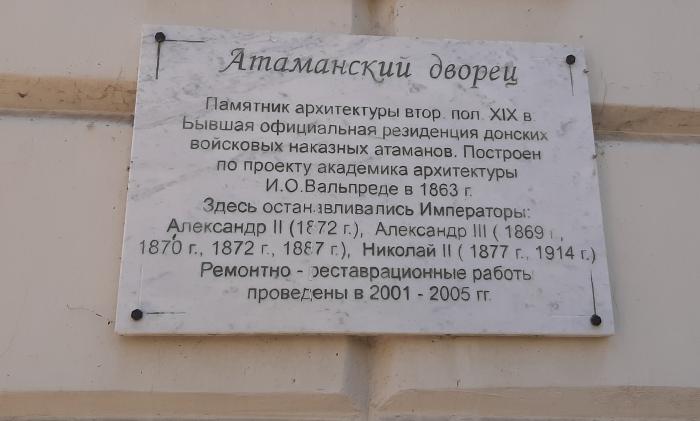 Атаманский дворец
Памятник архитектуры втор. пол. XIX в.
Бывшая официальная резиденция донских
войсковых наказных атаманов. Построен
по проекту академика архитектуры
И.О.Вальпреде в 1863 г.
Здесь останавливались Императоры:
Александр II (1872 г.), Александр III ( 1869 г.,
1870 г., 1872 г., 1887 г.), Николай II ( 1877 г., 1914 г.)
Ремонтно - реставрационные работы
проведены в 2001 - 2005 гг.